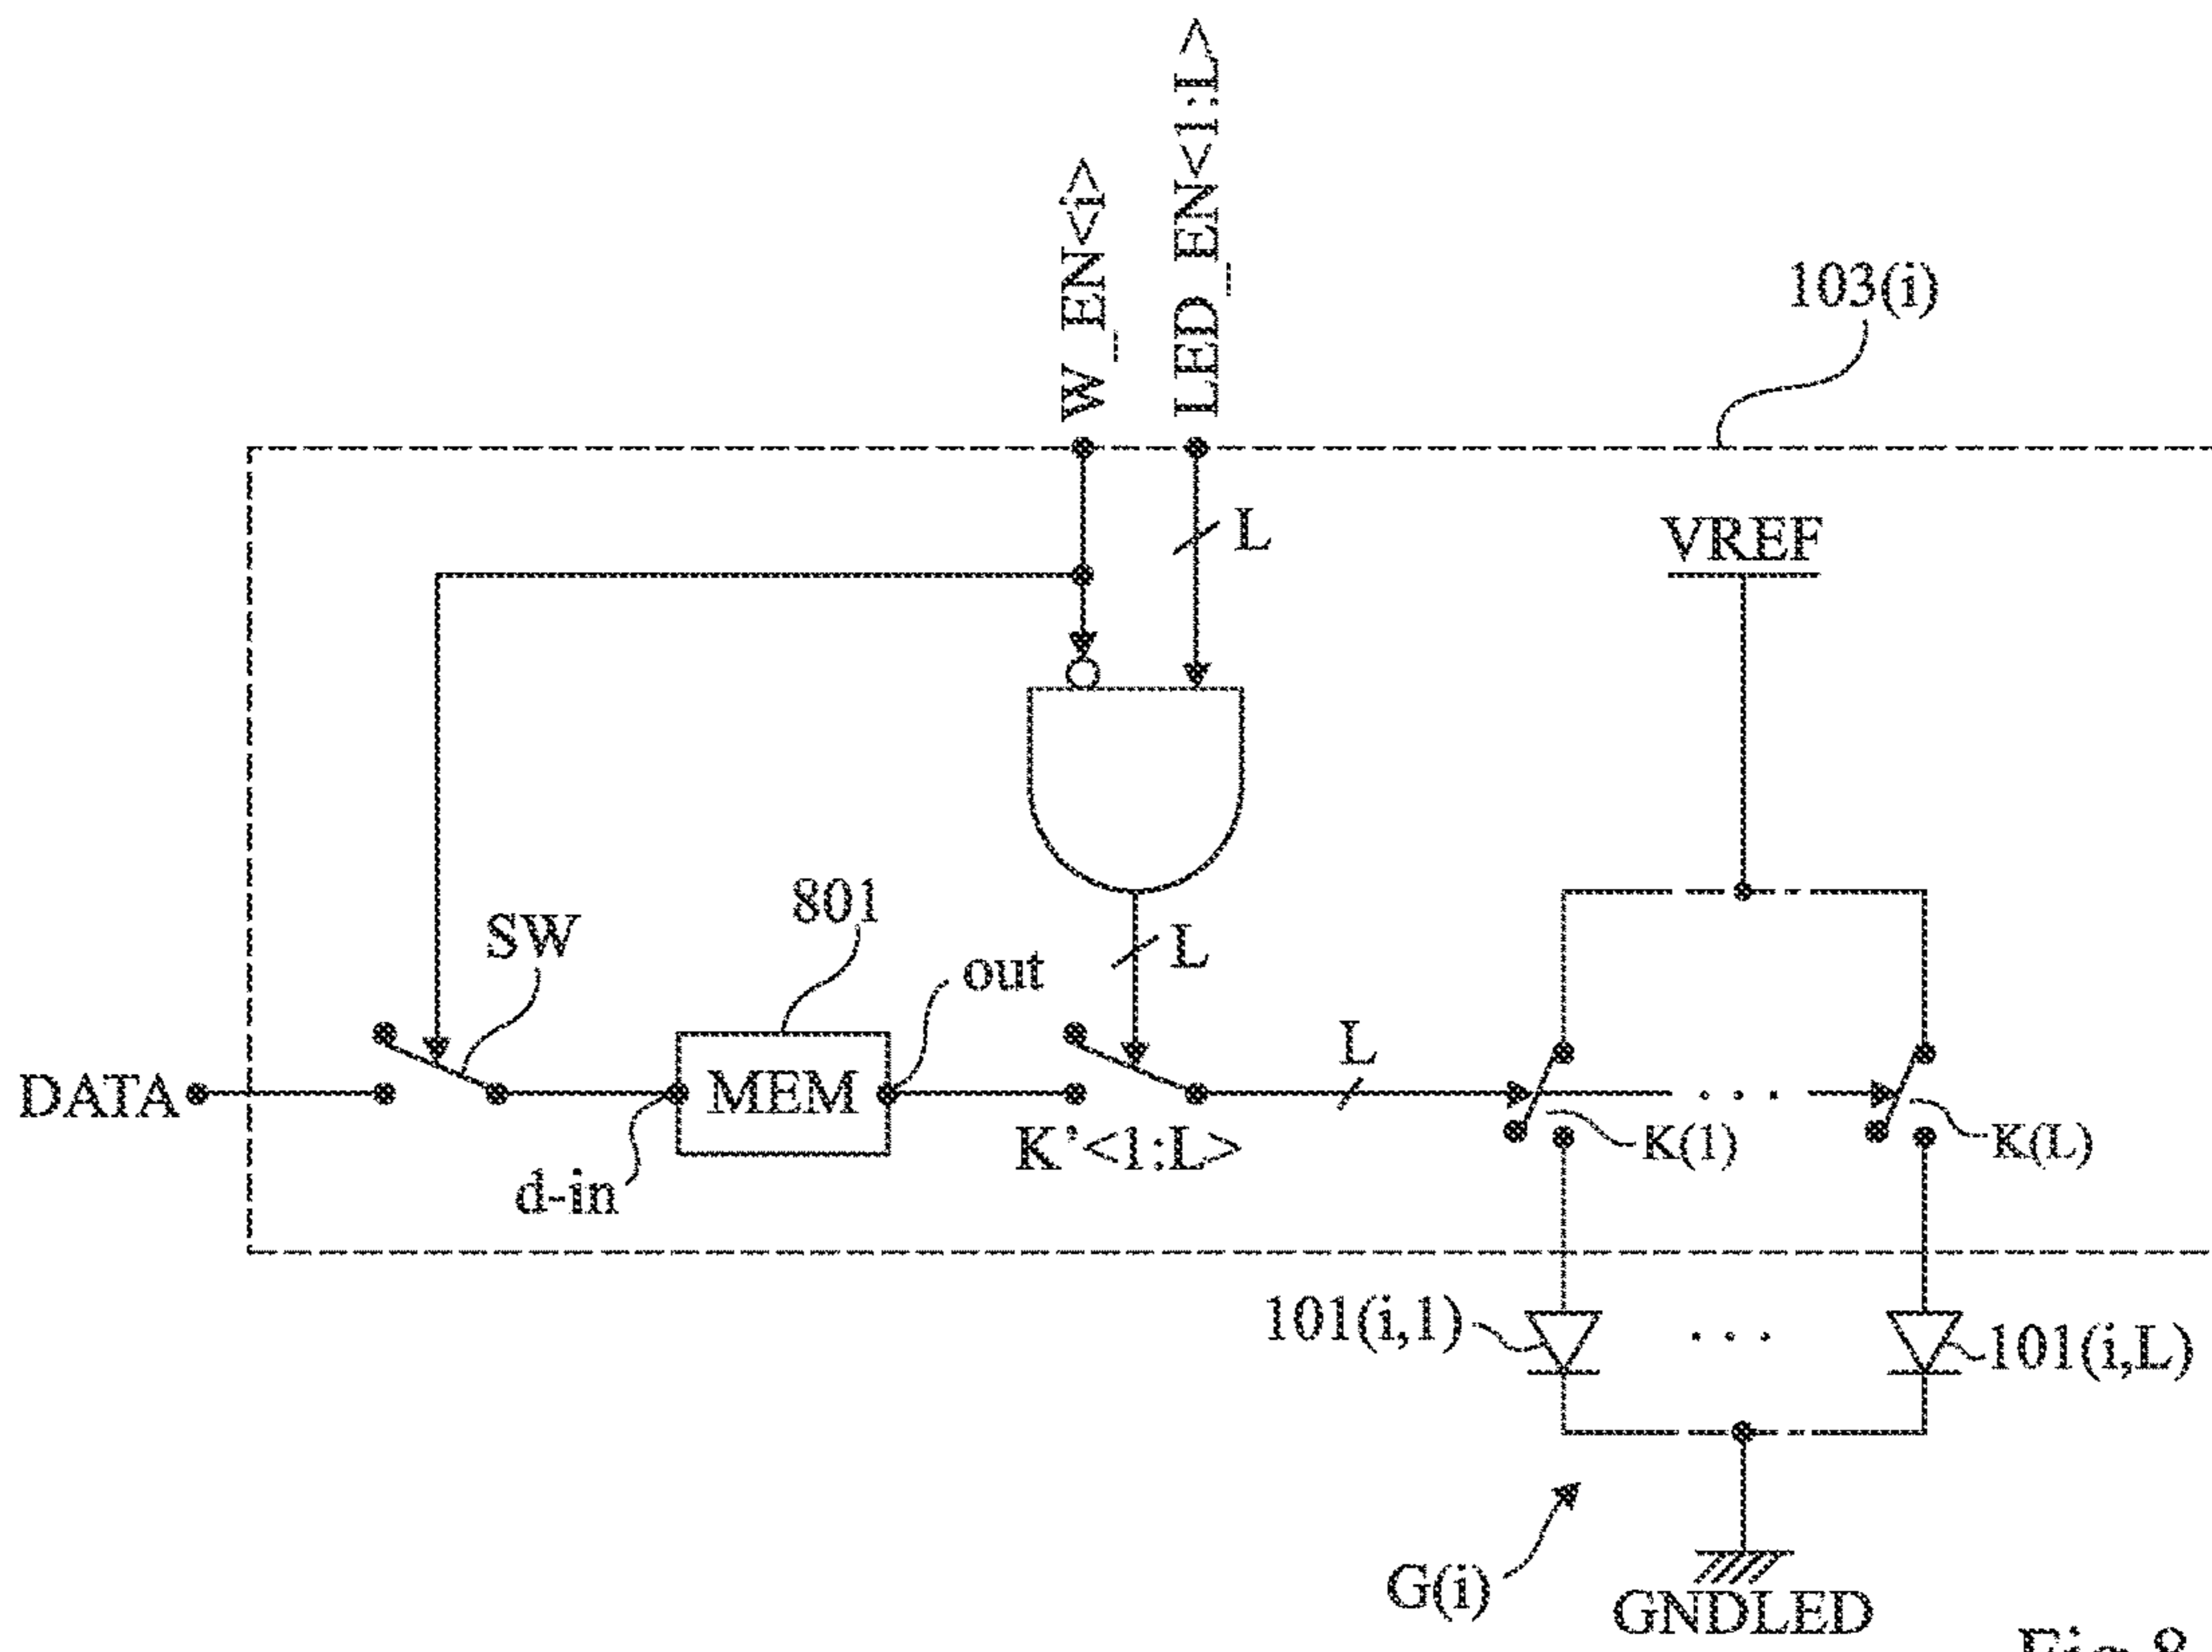 W_EN<i>
LED_EN<1:L>
103(i)
L
VREF
801
SW
L
out
L
DATA
MEM
K'<1:L>
K(1)
K(L)
d-in
101(i,1)
. . .
101(i,L)
G(i)
GNDLED